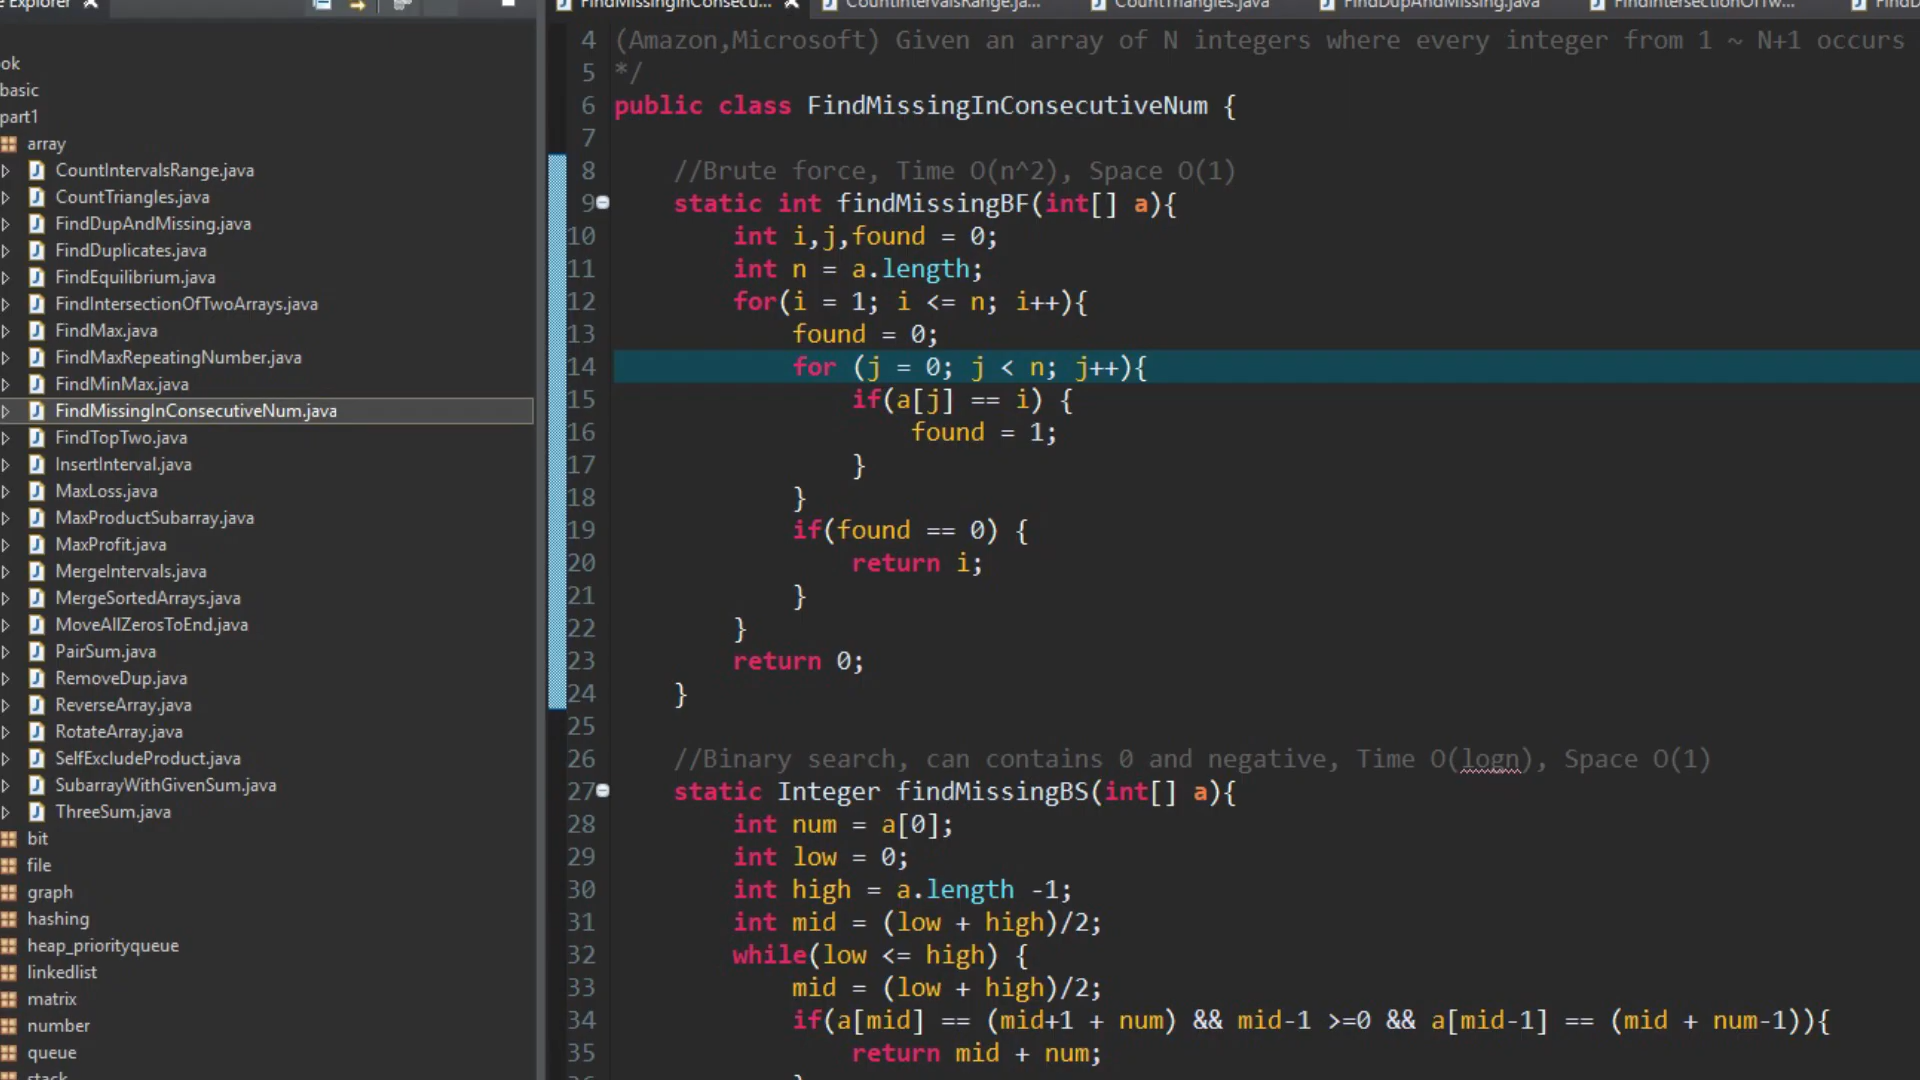 e Explorer
FindMissingInConsecu...
CountIntervalsRange.ja...
CountTriangles.java
FindDupAndMissing.java
FindIntersectionOfTw...
ok
basic
part1
array
CountIntervalsRange.java
CountTriangles.java
FindDupAndMissing.java
FindDuplicates.java
FindEquilibrium.java
FindIntersectionOfTwoArrays.java
FindMax.java
FindMaxRepeatingNumber.java
FindMinMax.java
FindMissingInConsecutiveNum.java
FindTopTwo.java
InsertInterval.java
MaxLoss.java
MaxProductSubarray.java
MaxProfit.java
MergeIntervals.java
MergeSortedArrays.java
MoveAllZerosToEnd.java
PairSum.java
RemoveDup.java
ReverseArray.java
RotateArray.java
SelfExcludeProduct.java
SubarrayWithGivenSum.java
ThreeSum.java
bit
file
graph
hashing
heap_priorityqueue
linkedlist
matrix
number
queue
stack
4 (Amazon,Microsoft) Given an array of N integers where every integer from 1 ~ N+1 occurs
5 */
6 public class FindMissingInConsecutiveNum {
7
8 //Brute force, Time O(n^2), Space O(1)
9 static int findMissingBF(int[] a){
10 int i,j,found = 0;
11 int n = a.length;
12 for(i = 1; i <= n; i++){
13 found = 0;
14 for (j = 0; j < n; j++){
15 if(a[j] == i) {
16 found = 1;
17 }
18 }
19 if(found == 0) {
20 return i;
21 }
22 }
23 return 0;
24 }
25
26 //Binary search, can contains 0 and negative, Time O(logn), Space O(1)
27 static Integer findMissingBS(int[] a){
28 int num = a[0];
29 int low = 0;
30 int high = a.length -1;
31 int mid = (low + high)/2;
32 while(low <= high) {
33 mid = (low + high)/2;
34 if(a[mid] == (mid+1 + num) && mid-1 >=0 && a[mid-1] == (mid + num-1)){
35 return mid + num;